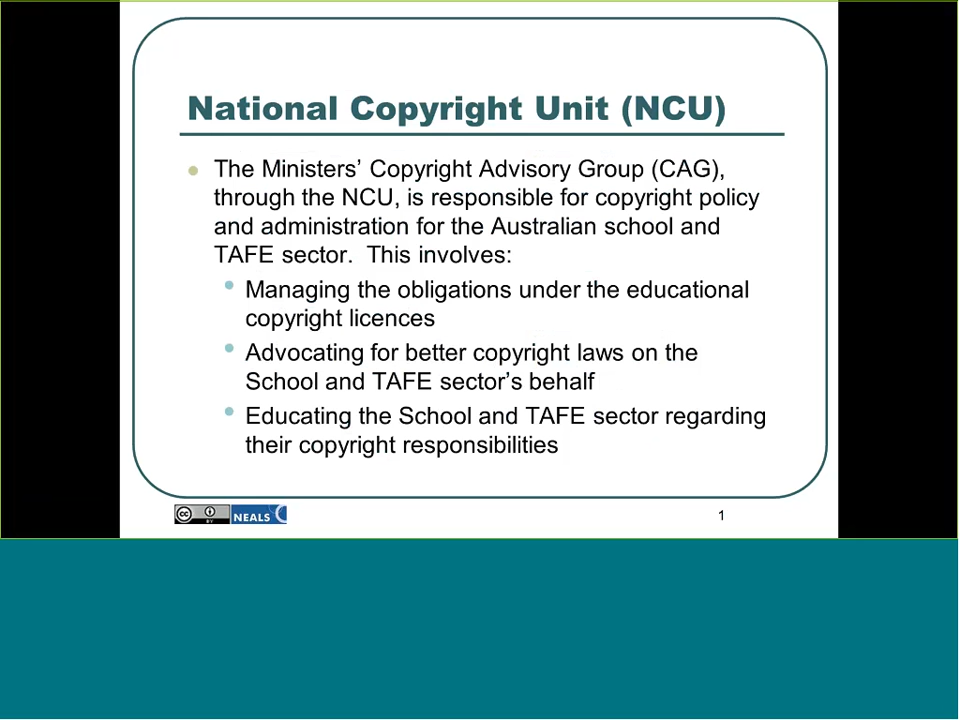 National Copyright Unit (NCU)
The Ministers’ Copyright Advisory Group (CAG),
through the NCU, is responsible for copyright policy
and administration for the Australian school and
TAFE sector.  This involves:
Managing the obligations under the educational
copyright licences
Advocating for better copyright laws on the
School and TAFE sector’s behalf
Educating the School and TAFE sector regarding
their copyright responsibilities
cc BY NEALS
1